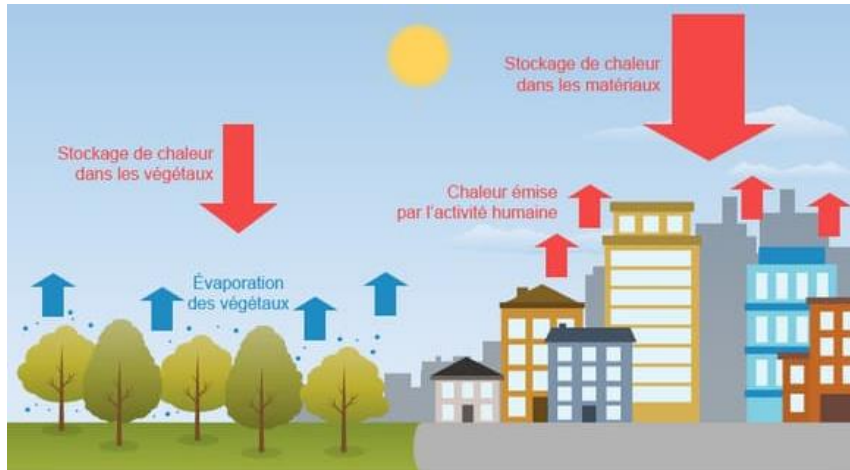 Stockage de chaleur
dans les matériaux
Stockage de chaleur
dans les végétaux
Chaleur émise
par l'activité humaine
Évaporation
des végétaux